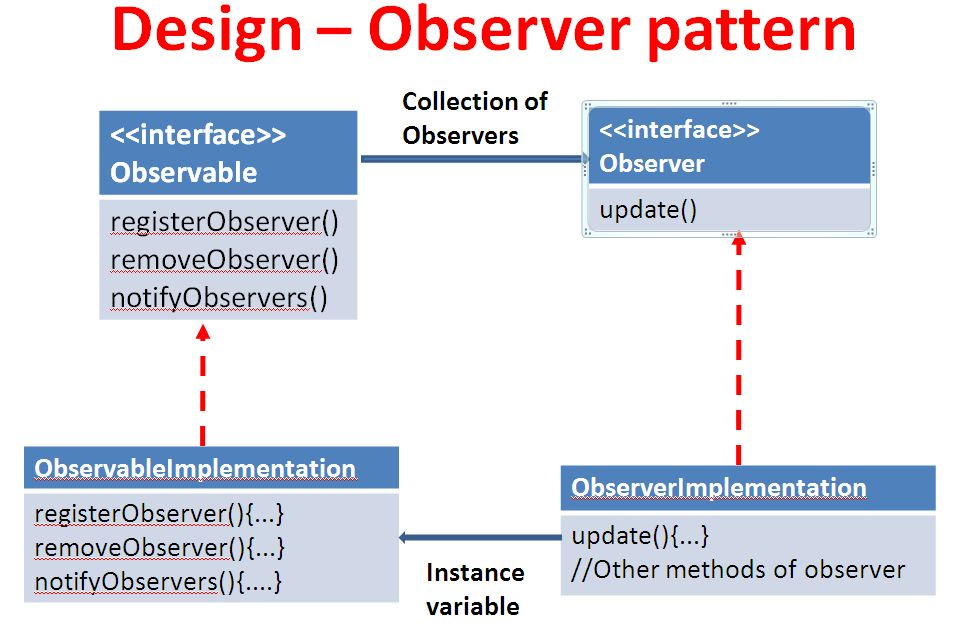 Design – Observer pattern
Collection of
Observers
<<interface>>
Observable
registerObserver()
removeObserver()
notifyObservers()
<<interface>>
Observer
update()
ObservableImplementation
registerObserver(){...}
removeObserver(){...}
notifyObservers(){....}
Instance
variable
ObserverImplementation
update(){...}
//Other methods of observer